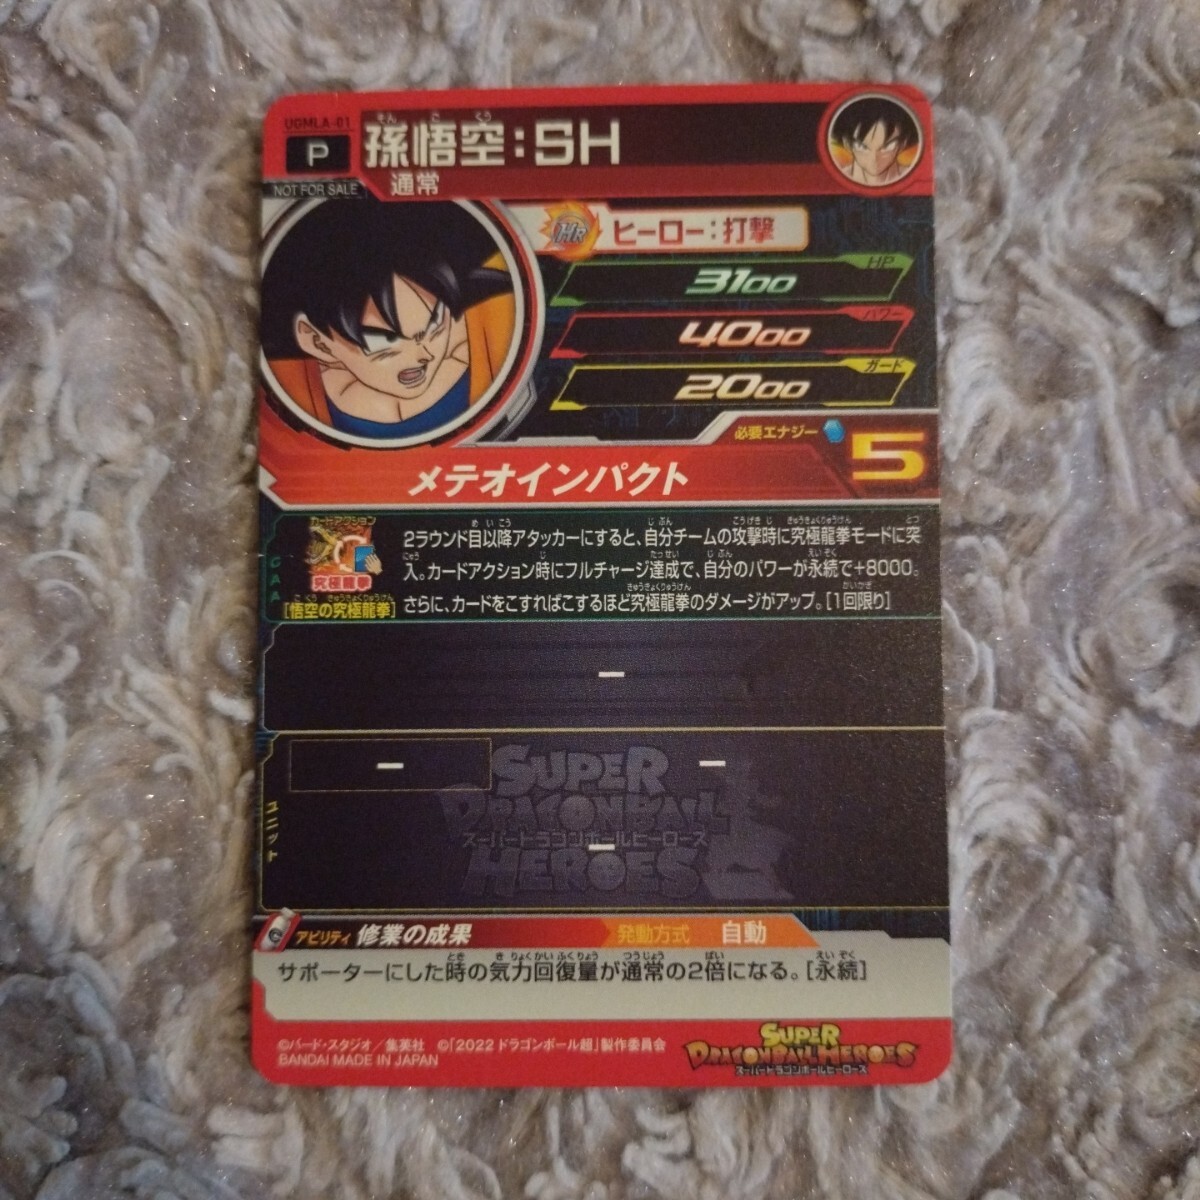 UGMLA-01
P
孫悟空:SH
そん ご くう
通常
NOT FOR SALE
HR
ヒーロー:打撃
HP
3100
パワー
4000
ガード
2000
必要エナジー
5
メテオインパクト
CAA
カードアクション
究極龍拳
[悟空の究極龍拳]
2ラウンド目以降アタッカーにすると、自分チームの攻撃時に究極龍拳モードに突
入。カードアクション時にフルチャージ達成で、自分のパワーが永続で+8000。
さらに、カードをこすればこするほど究極龍拳のダメージがアップ。[1回限り]
ー
ユニット
ー
ー
ー
SUPER
DRAGONBALL
スーパードラゴンボールヒーローズ
HEROES
アビリティ 修業の成果
発動方式 自動
サポーターにした時の気力回復量が通常の2倍になる。[永続]
©バード・スタジオ/集英社 ©「2022 ドラゴンボール超」製作委員会
BANDAI MADE IN JAPAN
SUPER
DRAGONBALL HEROES
スーパードラゴンボールヒーローズ